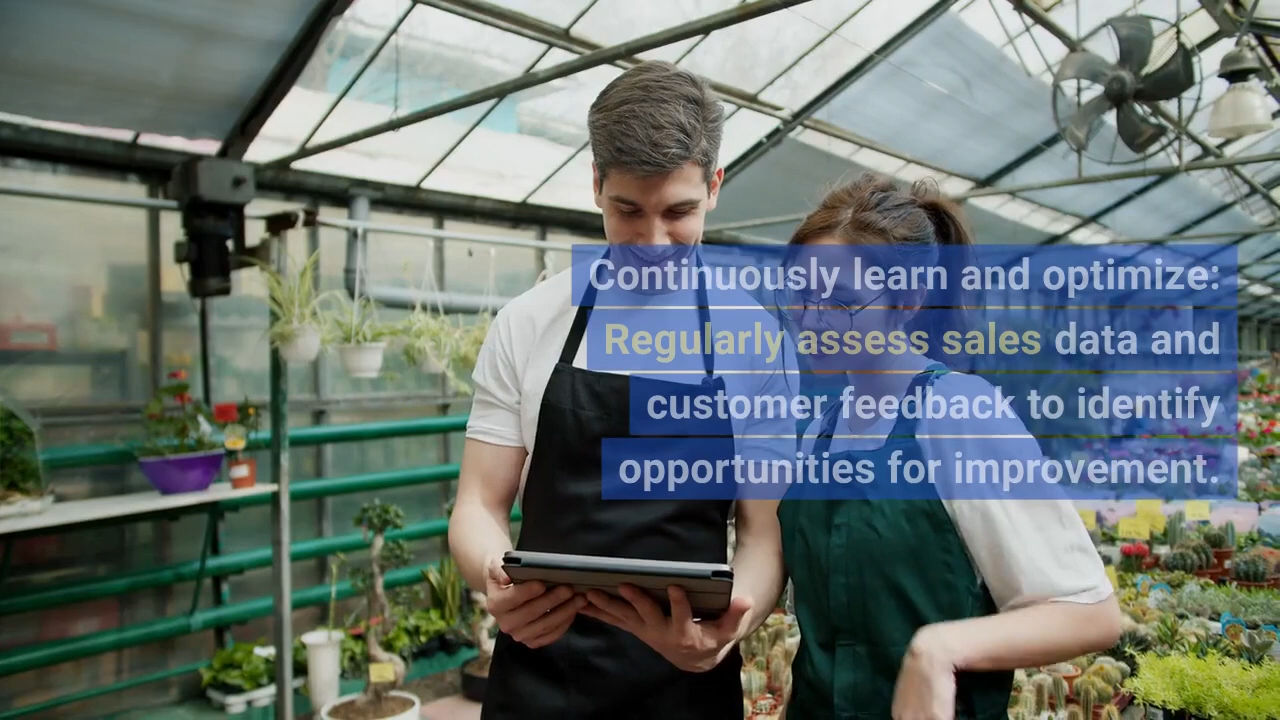 Continuously learn and optimize:
Regularly assess sales data and
customer feedback to identify
opportunities for improvement.